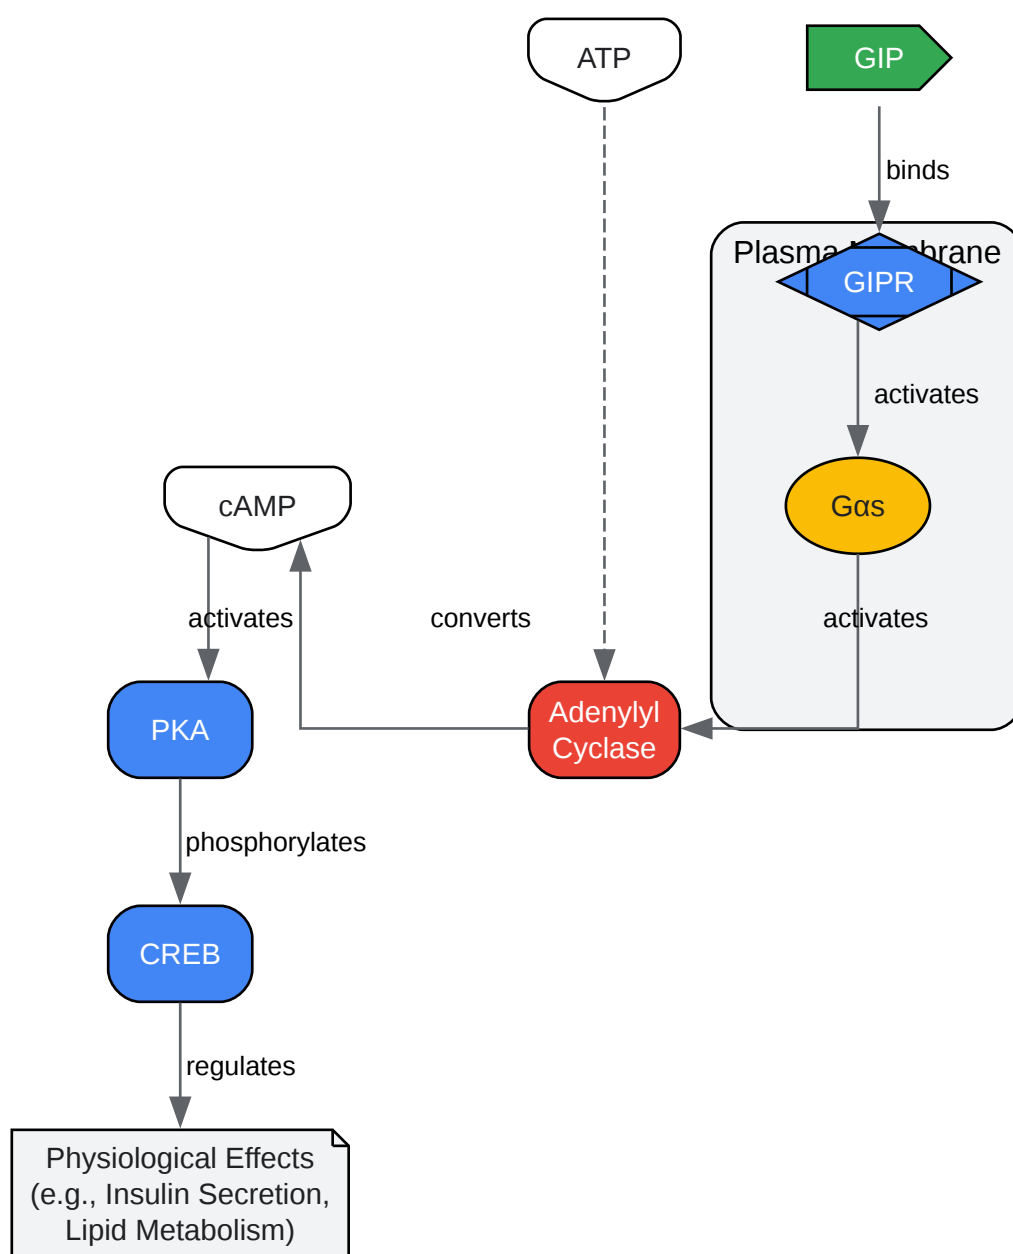 ATP
GIP
binds
Plasma Membrane
GIPR
activates
cAMP
Gαs
activates
converts
activates
Adenylyl
Cyclase
PKA
phosphorylates
CREB
regulates
Physiological Effects
(e.g., Insulin Secretion,
Lipid Metabolism)